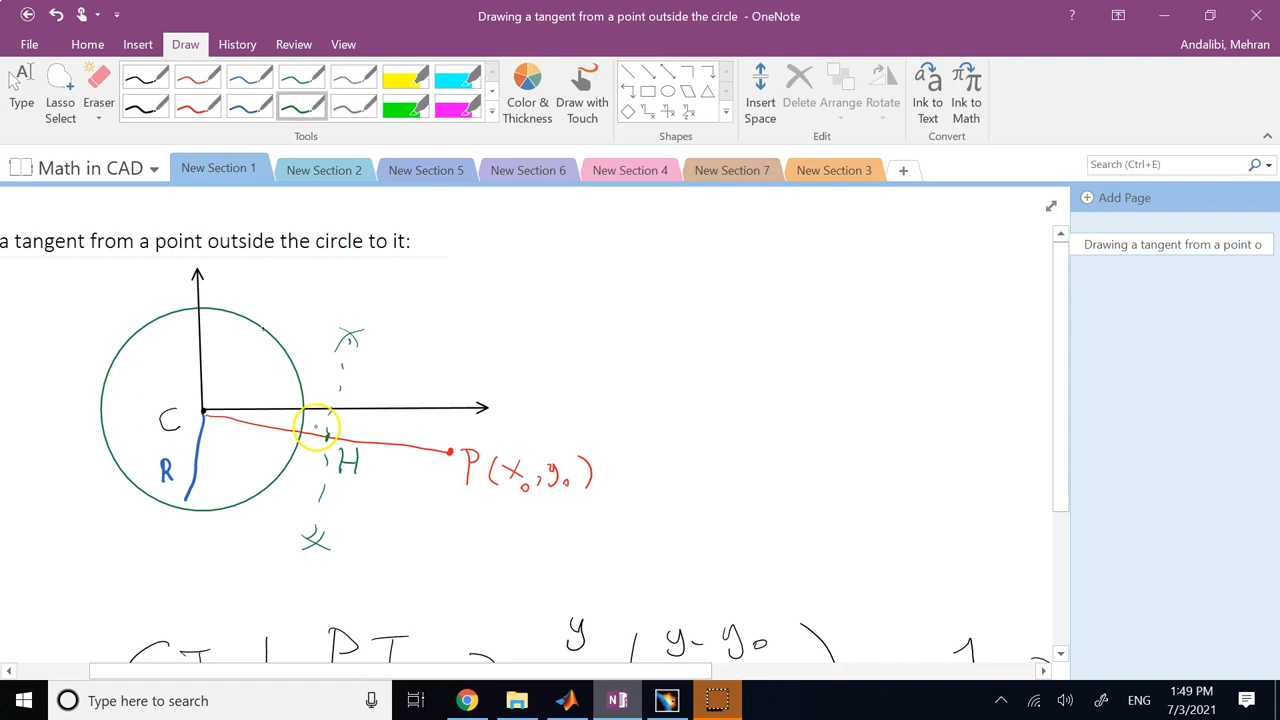 Drawing a tangent from a point outside the circle - OneNote
?
File Home Insert Draw History Review View
Andalibi, Mehran
Type
Lasso Select
Eraser
Color & Thickness
Draw with Touch
Insert Space
Delete
Arrange
Rotate
Ink to Text
Ink to Math
Tools
Shapes
Edit
Convert
Math in CAD
New Section 1
New Section 2
New Section 5
New Section 6
New Section 4
New Section 7
New Section 3
Search (Ctrl+E)
Add Page
Drawing a tangent from a point o
a tangent from a point outside the circle to it:
C
R
H
P(x₀, y₀)
y (y - y₀)
Type here to search
ENG
1:49 PM
7/3/2021